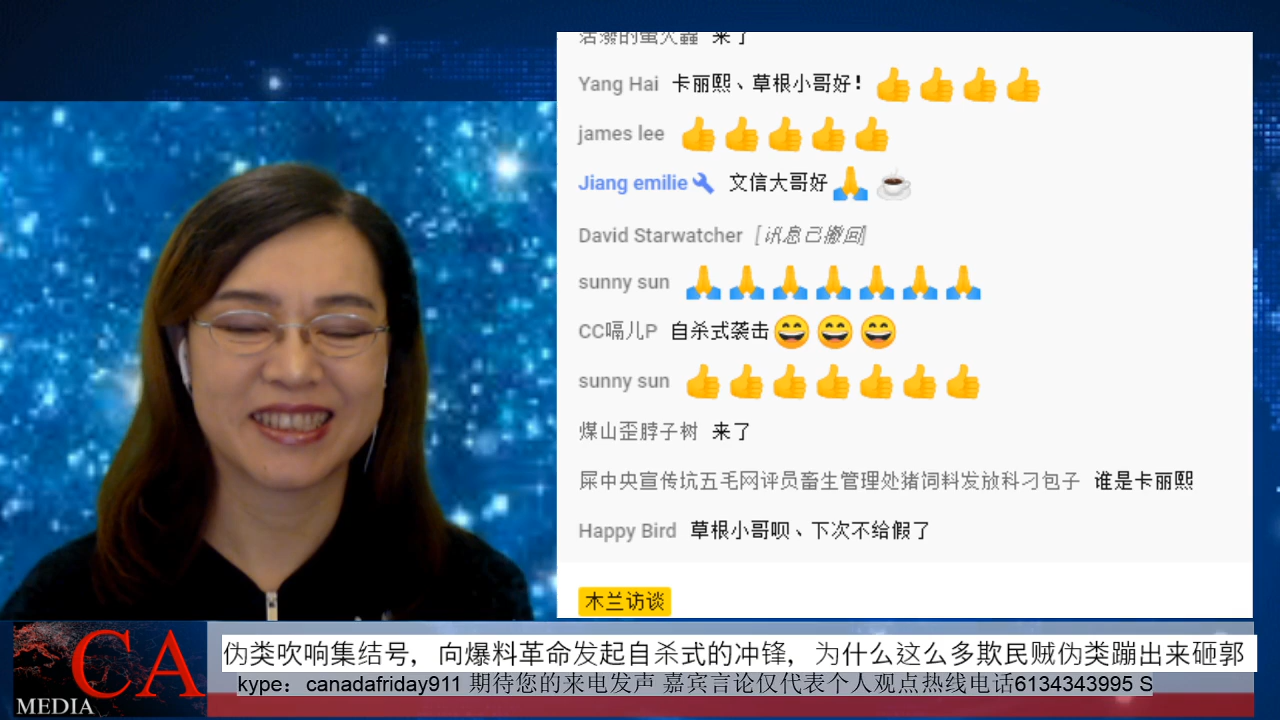 活泼的萤火蟲 来了
Yang Hai 卡丽熙、草根小哥好！
james lee
Jiang emilie 文信大哥好
David Starwatcher [讯息已撤回]
sunny sun
CC嗝儿P 自杀式袭击
sunny sun
煤山歪脖子树 来了
屎中央宣传坑五毛网评员畜生管理处猪饲料发放科刁包子 谁是卡丽熙
Happy Bird 草根小哥呗、下次不给假了
木兰访谈
CA
MEDIA
伪类吹响集结号，向爆料革命发起自杀式的冲锋，为什么这么多欺民贼伪类蹦出来砸郭
kype：canadafriday911 期待您的来电发声 嘉宾言论仅代表个人观点热线电话6134343995 S